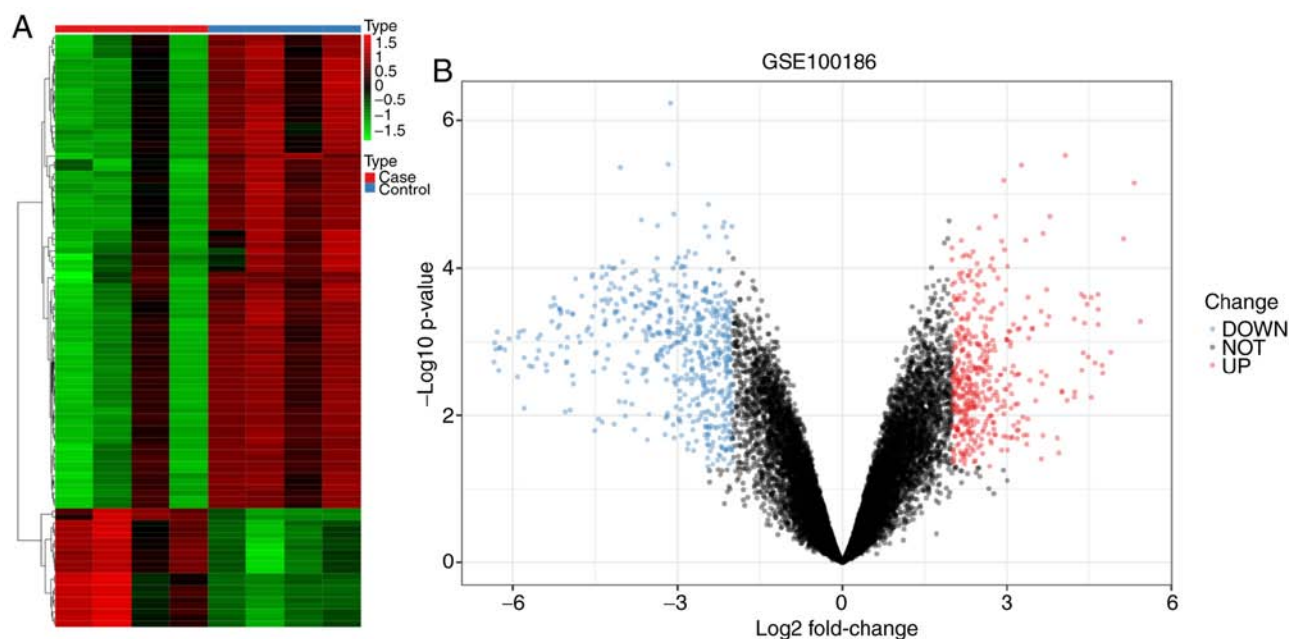 A
Type
1.5
1
0.5
0
−0.5
−1
−1.5
Type
Case
Control
B
GSE100186
−Log10 p-value
6
4
2
0
−6
−3
0
3
6
Log2 fold-change
Change
DOWN
NOT
UP